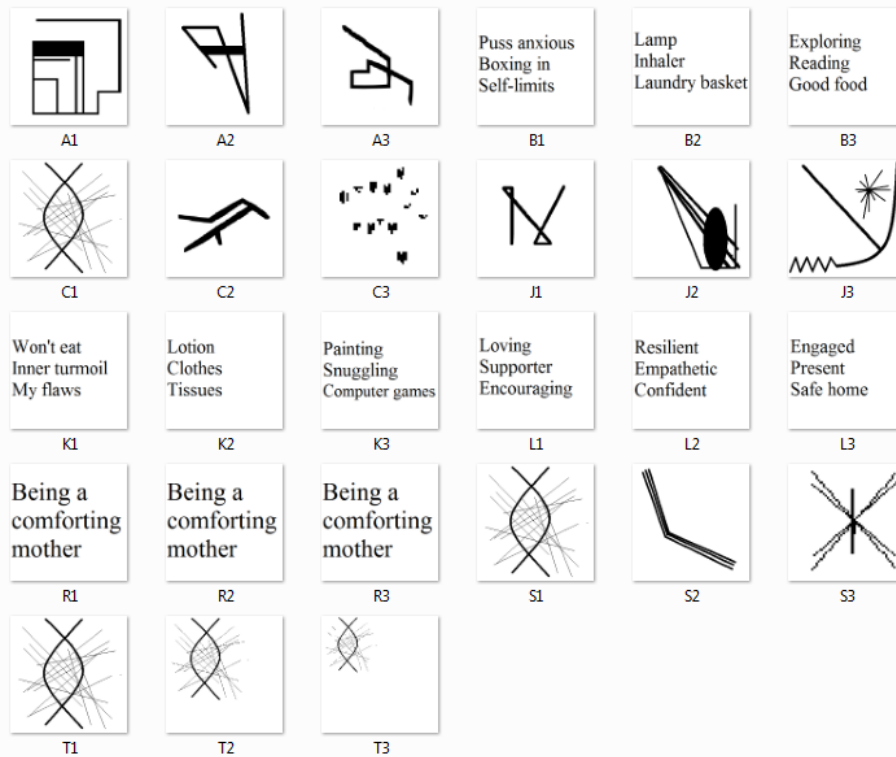 A1
A2
A3
Puss anxious
Boxing in
Self-limits
B1
Lamp
Inhaler
Laundry basket
B2
Exploring
Reading
Good food
B3
C1
C2
C3
J1
J2
J3
Won't eat
Inner turmoil
My flaws
K1
Lotion
Clothes
Tissues
K2
Painting
Snuggling
Computer games
K3
Loving
Supporter
Encouraging
L1
Resilient
Empathetic
Confident
L2
Engaged
Present
Safe home
L3
Being a
comforting
mother
R1
Being a
comforting
mother
R2
Being a
comforting
mother
R3
S1
S2
S3
T1
T2
T3